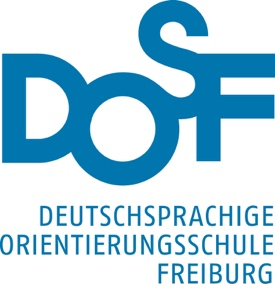 DOSF
DEUTSCHSPRACHIGE
ORIENTIERUNGSSCHULE
FREIBURG